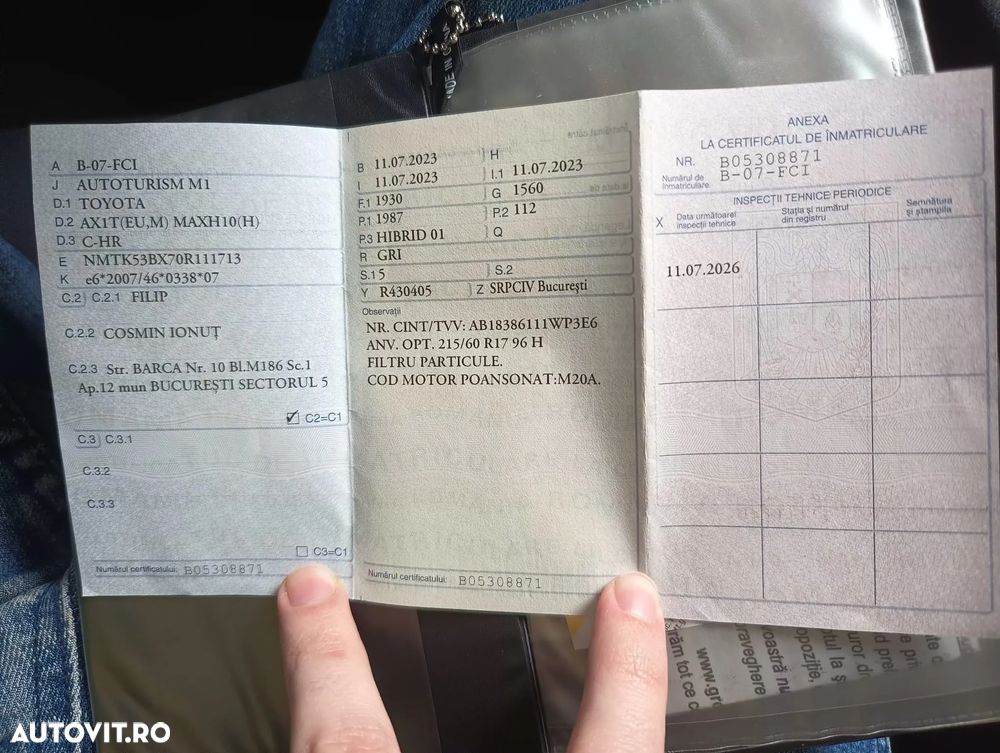 MADE IN C
A B-07-FCI
J AUTOTURISM M1
D.1 TOYOTA
D.2 AX1T(EU,M) MAXH10(H)
D.3 C-HR
E NMTK53BX70R111713
K e6*2007/46*0338*07
C.2 C.2.1 FILIP
C.2.2 COSMIN IONUȚ
C.2.3 Str. BARCA Nr. 10 Bl.M186 Sc.1
Ap.12 mun BUCUREȘTI SECTORUL 5
C2=C1
C.3 C.3.1
C.3.2
C.3.3
C3=C1
Numărul certificatului: B05308871
B 11.07.2023 H
I 11.07.2023 I.1 11.07.2023
F.1 1930 G 1560
P.1 1987 P.2 112
P.3 HIBRID 01 Q
R GRI
S.1 5 S.2
Y R430405 Z SRPCIV București
Observații
NR. CINT/TVV: AB18386111WP3E6
ANV. OPT. 215/60 R17 96 H
FILTRU PARTICULE.
COD MOTOR POANSONAT:M20A.
Numărul certificatului: B05308871
ANEXA
LA CERTIFICATUL DE ÎNMATRICULARE
NR. B05308871
Numărul de înmatriculare B-07-FCI
INSPECȚII TEHNICE PERIODICE
X Data următoarei inspecții tehnice Stația și numărul din registru Semnătura și ștampila
11.07.2026
www.gro
AUTOVIT.RO